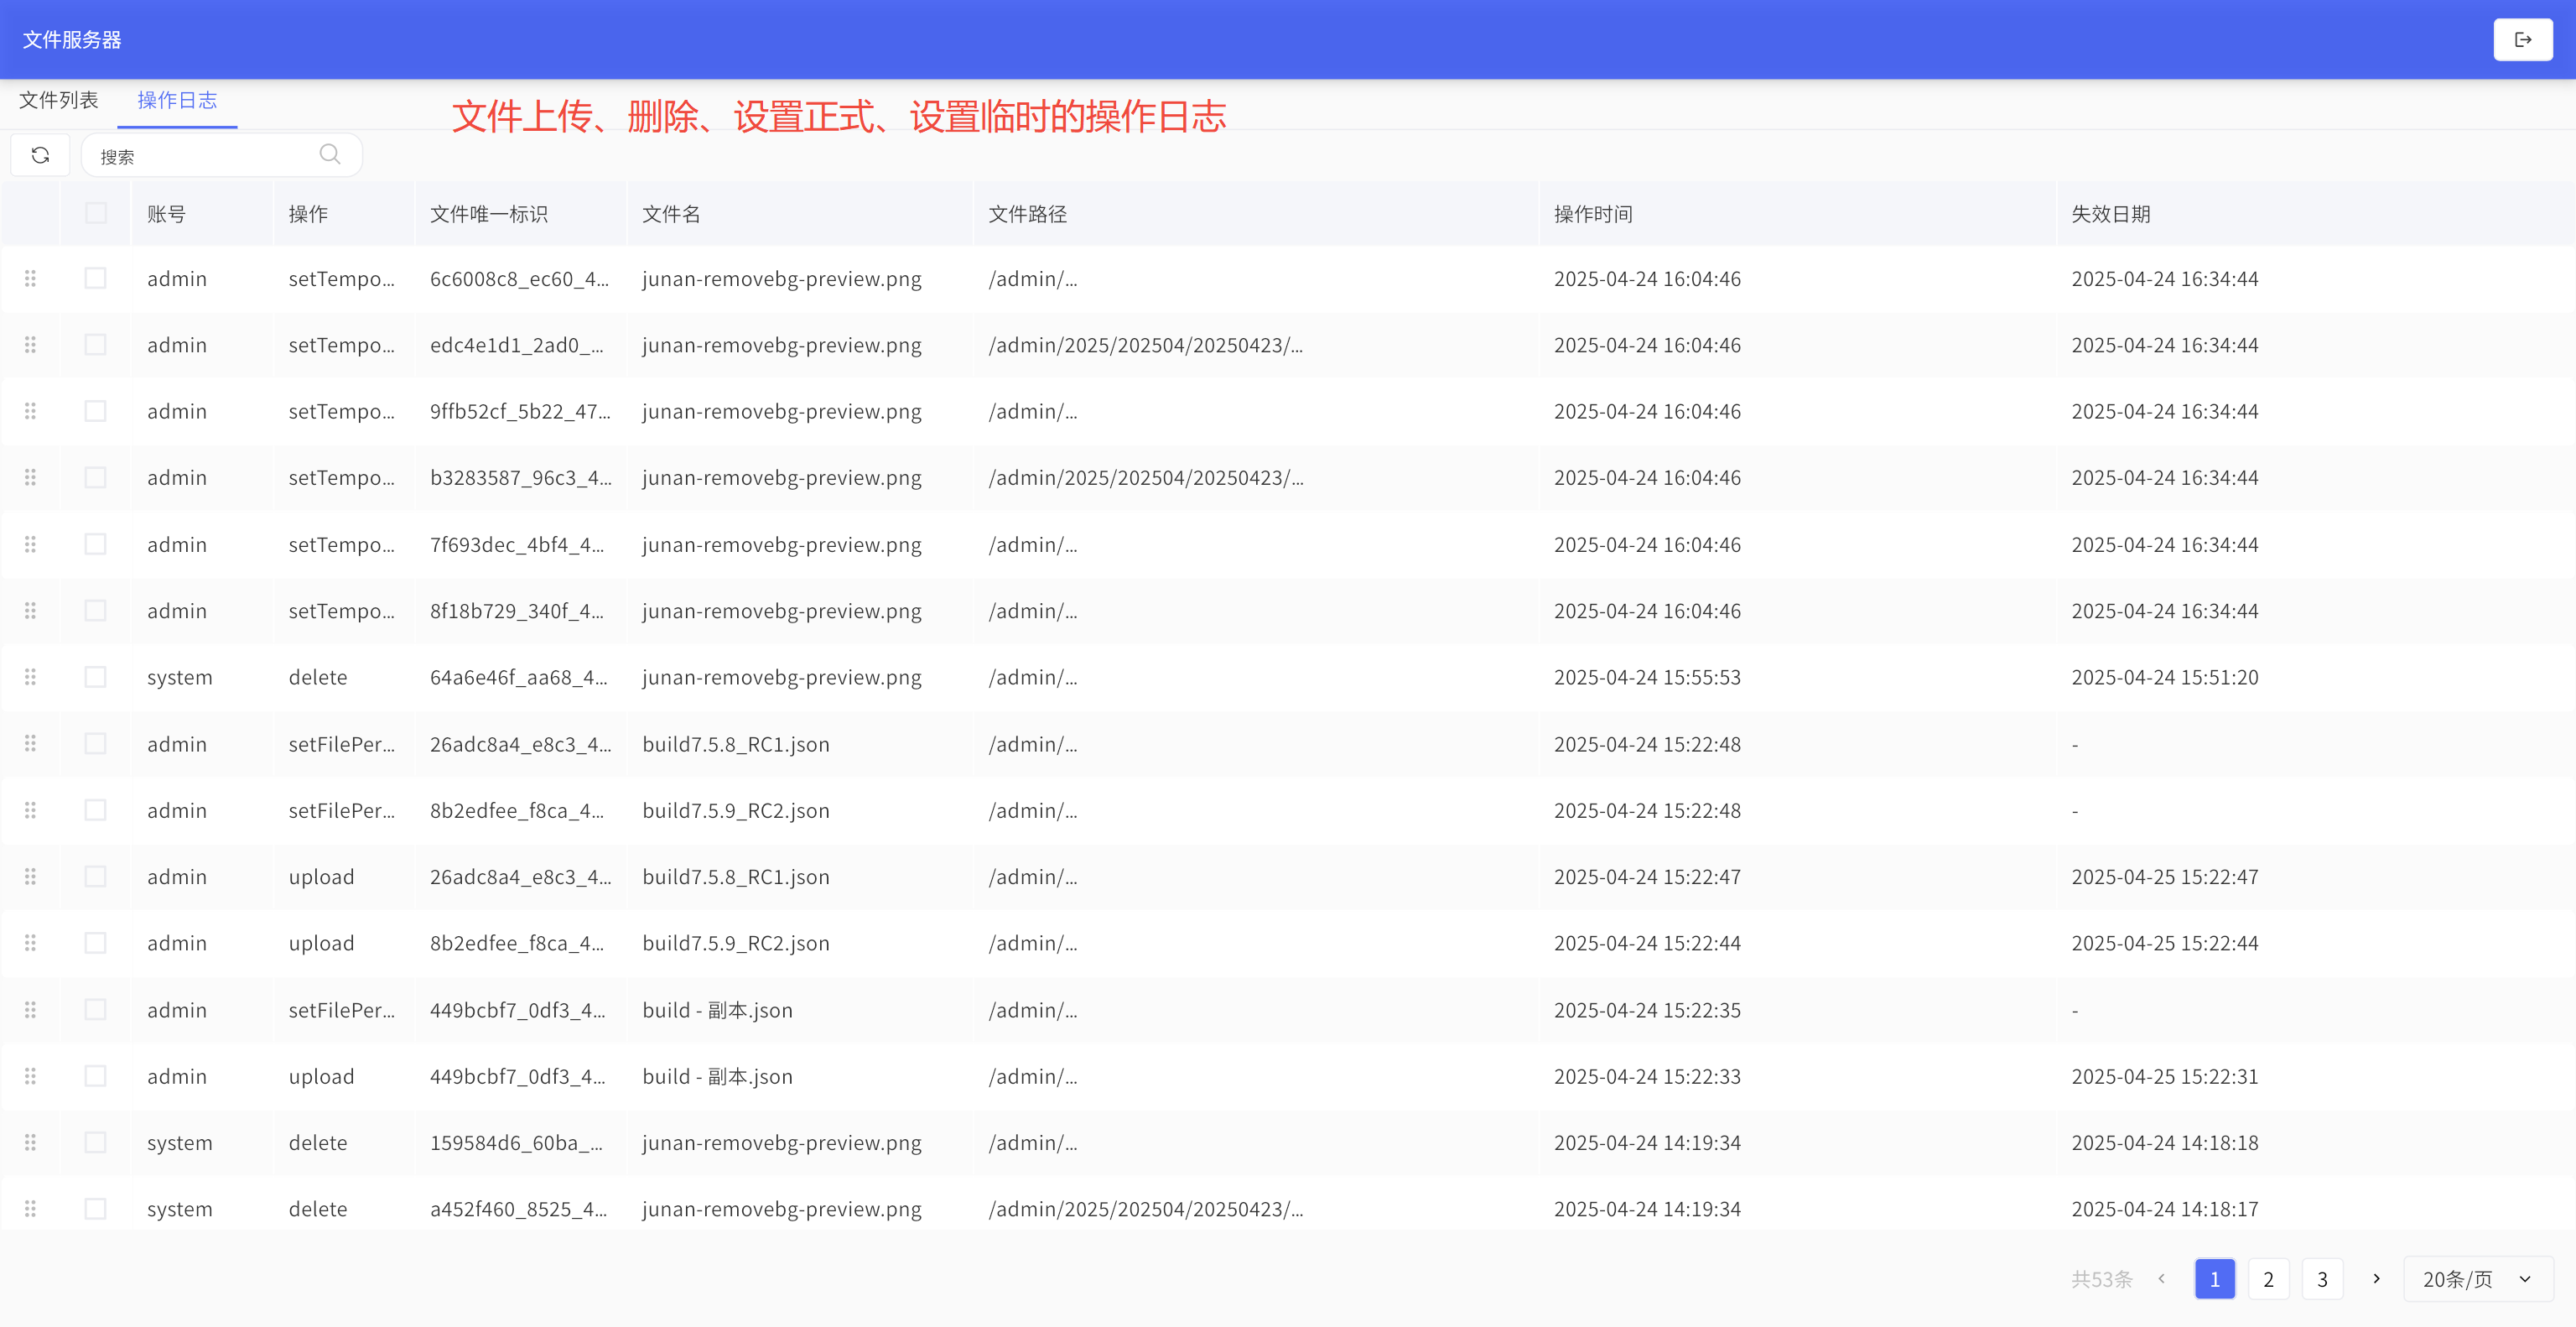 文件服务器
文件列表 操作日志
文件上传、删除、设置正式、设置临时的操作日志
搜索
账号 操作 文件唯一标识 文件名 文件路径 操作时间 失效日期
admin setTempo... 6c6008c8_ec60_4... junan-removebg-preview.png /admin/... 2025-04-24 16:04:46 2025-04-24 16:34:44
admin setTempo... edc4e1d1_2ad0_... junan-removebg-preview.png /admin/2025/202504/20250423/... 2025-04-24 16:04:46 2025-04-24 16:34:44
admin setTempo... 9ffb52cf_5b22_47... junan-removebg-preview.png /admin/... 2025-04-24 16:04:46 2025-04-24 16:34:44
admin setTempo... b3283587_96c3_4... junan-removebg-preview.png /admin/2025/202504/20250423/... 2025-04-24 16:04:46 2025-04-24 16:34:44
admin setTempo... 7f693dec_4bf4_4... junan-removebg-preview.png /admin/... 2025-04-24 16:04:46 2025-04-24 16:34:44
admin setTempo... 8f18b729_340f_4... junan-removebg-preview.png /admin/... 2025-04-24 16:04:46 2025-04-24 16:34:44
system delete 64a6e46f_aa68_4... junan-removebg-preview.png /admin/... 2025-04-24 15:55:53 2025-04-24 15:51:20
admin setFilePer... 26adc8a4_e8c3_4... build7.5.8_RC1.json /admin/... 2025-04-24 15:22:48 -
admin setFilePer... 8b2edfee_f8ca_4... build7.5.9_RC2.json /admin/... 2025-04-24 15:22:48 -
admin upload 26adc8a4_e8c3_4... build7.5.8_RC1.json /admin/... 2025-04-24 15:22:47 2025-04-25 15:22:47
admin upload 8b2edfee_f8ca_4... build7.5.9_RC2.json /admin/... 2025-04-24 15:22:44 2025-04-25 15:22:44
admin setFilePer... 449bcbf7_0df3_4... build - 副本.json /admin/... 2025-04-24 15:22:35 -
admin upload 449bcbf7_0df3_4... build - 副本.json /admin/... 2025-04-24 15:22:33 2025-04-25 15:22:31
system delete 159584d6_60ba_... junan-removebg-preview.png /admin/... 2025-04-24 14:19:34 2025-04-24 14:18:18
system delete a452f460_8525_4... junan-removebg-preview.png /admin/2025/202504/20250423/... 2025-04-24 14:19:34 2025-04-24 14:18:17
共53条 1 2 3 20条/页